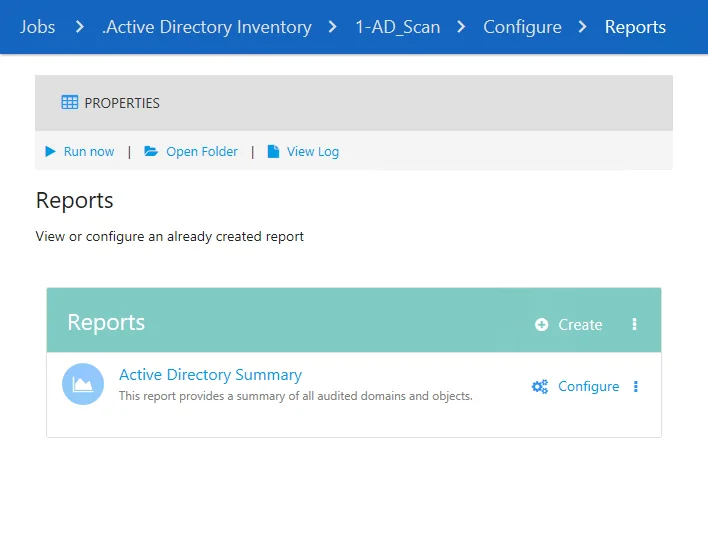 Jobs > .Active Directory Inventory > 1-AD_Scan > Configure > Reports
PROPERTIES
Run now | Open Folder | View Log
Reports
View or configure an already created report
Reports Create
Active Directory Summary
This report provides a summary of all audited domains and objects.
Configure